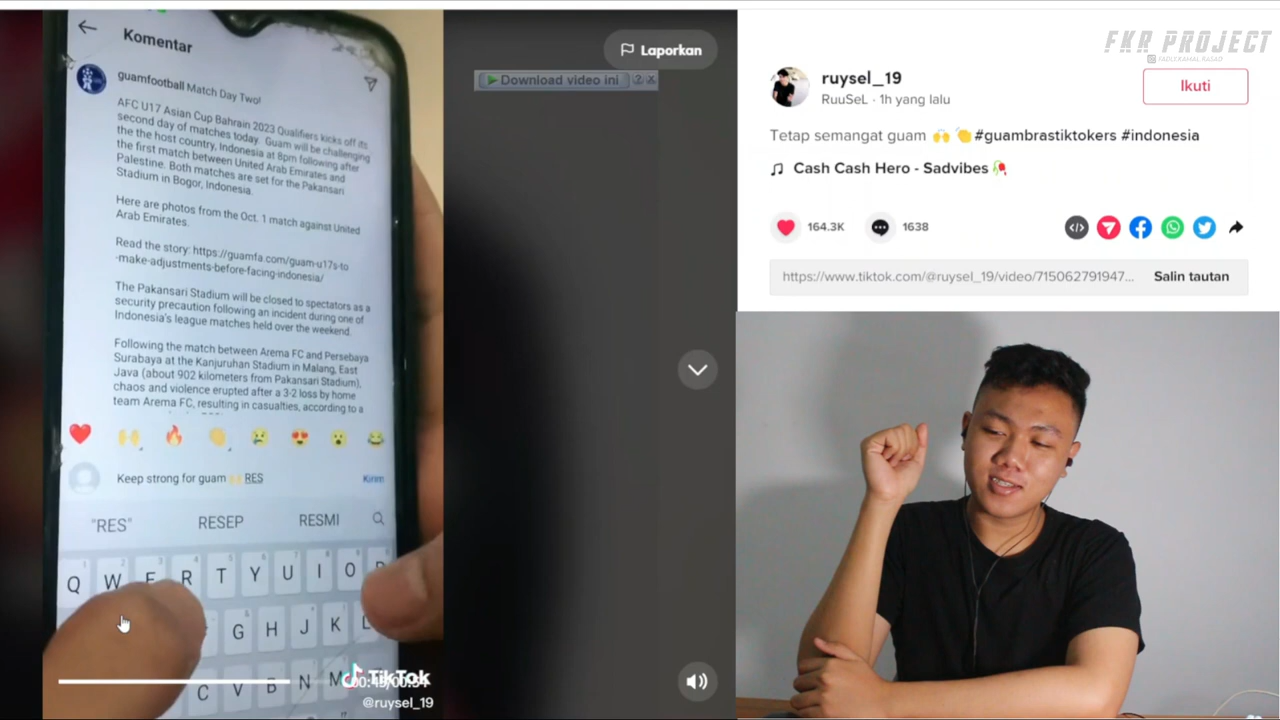 Komentar
guamfootball Match Day Two!
AFC U17 Asian Cup Bahrain 2023 Qualifiers kicks off its
second day of matches today. Guam will be challenging
the the host country, Indonesia at 8pm following after
the first match between United Arab Emirates and
Palestine. Both matches are set for the Pakansari
Stadium in Bogor, Indonesia.
Here are photos from the Oct. 1 match against United
Arab Emirates.
Read the story: https://guamfa.com/guam-u17s-to
-make-adjustments-before-facing-indonesia/
The Pakansari Stadium will be closed to spectators as a
security precaution following an incident during one of
Indonesia's league matches held over the weekend.
Following the match between Arema FC and Persebaya
Surabaya at the Kanjuruhan Stadium in Malang, East
Java (about 902 kilometers from Pakansari Stadium),
chaos and violence erupted after a 3-2 loss by home
team Arema FC, resulting in casualties, according to a
❤️ 🙌 🔥 👏 😢 😍 😮 😂
Keep strong for guam 🙌 RES
Kirim
"RES" RESEP RESMI
Q W E R T Y U I O P
G H J K L
C V B N M
TikTok
@ruysel_19
Laporkan
Download video ini ? X
FKR PROJECT
FADLY.KAMAL.RASAD
ruysel_19
RuuSeL · 1h yang lalu
Ikuti
Tetap semangat guam 🙌 👏#guambrastiktokers #indonesia
♫ Cash Cash Hero - Sadvibes🥀
164.3K 1638
https://www.tiktok.com/@ruysel_19/video/715062791947... Salin tautan